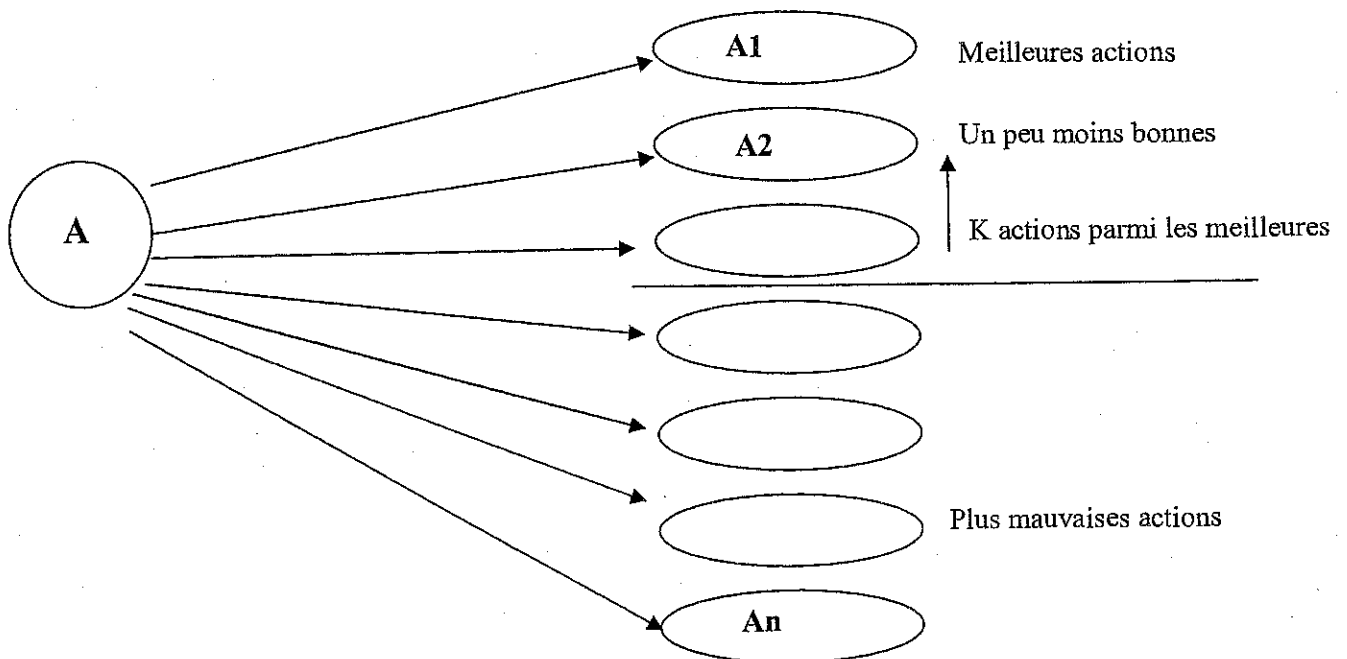 A1
Meilleures actions
Un peu moins bonnes
A2
A
K actions parmi les meilleures
Plus mauvaises actions
An